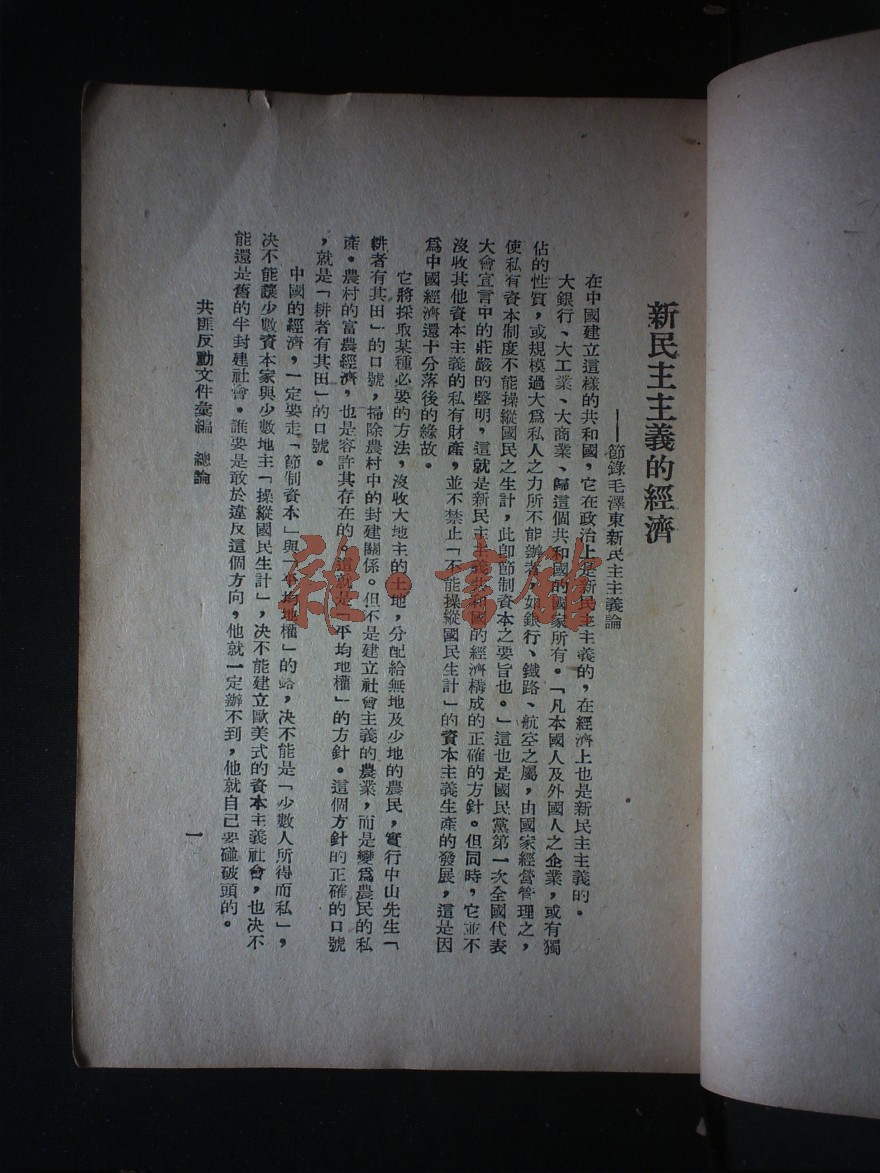 新民主主義的經濟
——節錄毛澤東新民主主義論
在中國建立這樣的共和國，它在政治上是新民主主義的，在經濟上也是新民主主義的。
大銀行、大工業、大商業、歸這個共和國的國家所有。「凡本國人及外國人之企業，或有獨
佔的性質，或規模過大爲私人之力所不能辦者，如銀行、鐵路、航空之屬，由國家經營管理之，
使私有資本制度不能操縱國民之生計，此卽節制資本之要旨也。」這也是國民黨第一次全國代表
大會宣言中的莊嚴的聲明，這就是新民主主義共和國的經濟構成的正確的方針。但同時，它並不
沒收其他資本主義的私有財產，並不禁止「不能操縱國民生計」的資本主義生產的發展，這是因
爲中國經濟還十分落後的緣故。
它將採取某種必要的方法，沒收大地主的土地，分配給無地及少地的農民，實行中山先生「
耕者有其田」的口號，掃除農村中的封建關係。但不是建立社會主義的農業，而是變爲農民的私
產。農村的富農經濟，也是容許其存在的。這就是「平均地權」的方針。這個方針的正確的口號
，就是「耕者有其田」的口號。
中國的經濟，一定要走「節制資本」與「平均地權」的路，决不能是「少數人所得而私」，
决不能讓少數資本家與少數地主「操縱國民生計」，决不能建立歐美式的資本主義社會，也决不
能還是舊的半封建社會。誰要是敢於違反這個方向，他就一定辦不到，他就自己要碰破頭的。
共匪反動文件彙編 總論
一
雜·書館